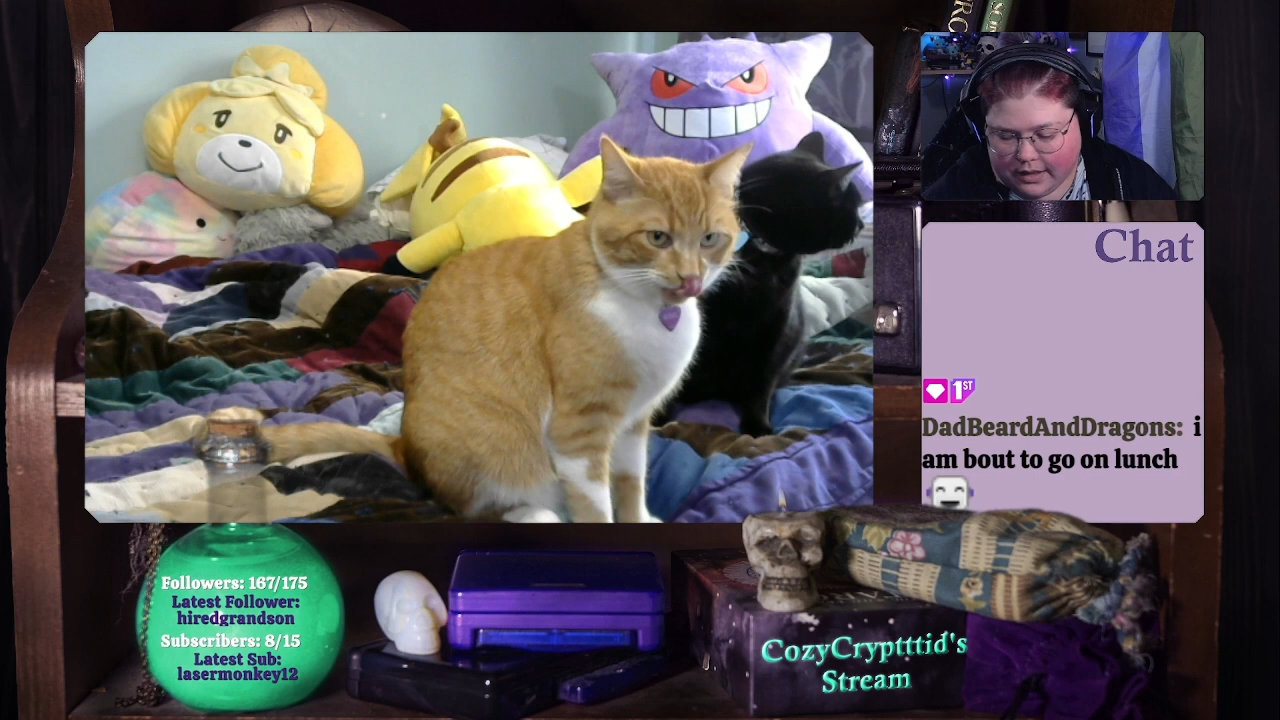 Chat
1ST
DadBeardAndDragons: i
am bout to go on lunch
Followers: 167/175
Latest Follower:
hiredgrandson
Subscribers: 8/15
Latest Sub:
lasermonkey12
CozyCryptttid's
Stream